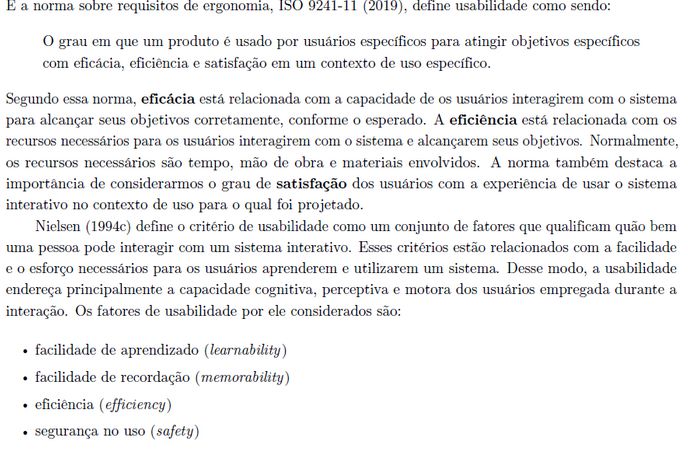 E a norma sobre requisitos de ergonomia, ISO 9241-11 (2019), define usabilidade como sendo:
O grau em que um produto é usado por usuários específicos para atingir objetivos específicos
com eficácia, eficiência e satisfação em um contexto de uso específico.
Segundo essa norma, eficácia está relacionada com a capacidade de os usuários interagirem com o sistema
para alcançar seus objetivos corretamente, conforme o esperado. A eficiência está relacionada com os
recursos necessários para os usuários interagirem com o sistema e alcançarem seus objetivos. Normalmente,
os recursos necessários são tempo, mão de obra e materiais envolvidos. A norma também destaca a
importância de considerarmos o grau de satisfação dos usuários com a experiência de usar o sistema
interativo no contexto de uso para o qual foi projetado.
Nielsen (1994c) define o critério de usabilidade como um conjunto de fatores que qualificam quão bem
uma pessoa pode interagir com um sistema interativo. Esses critérios estão relacionados com a facilidade
e o esforço necessários para os usuários aprenderem e utilizarem um sistema. Desse modo, a usabilidade
endereça principalmente a capacidade cognitiva, perceptiva e motora dos usuários empregada durante a
interação. Os fatores de usabilidade por ele considerados são:
• facilidade de aprendizado (learnability)
• facilidade de recordação (memorability)
• eficiência (efficiency)
• segurança no uso (safety)